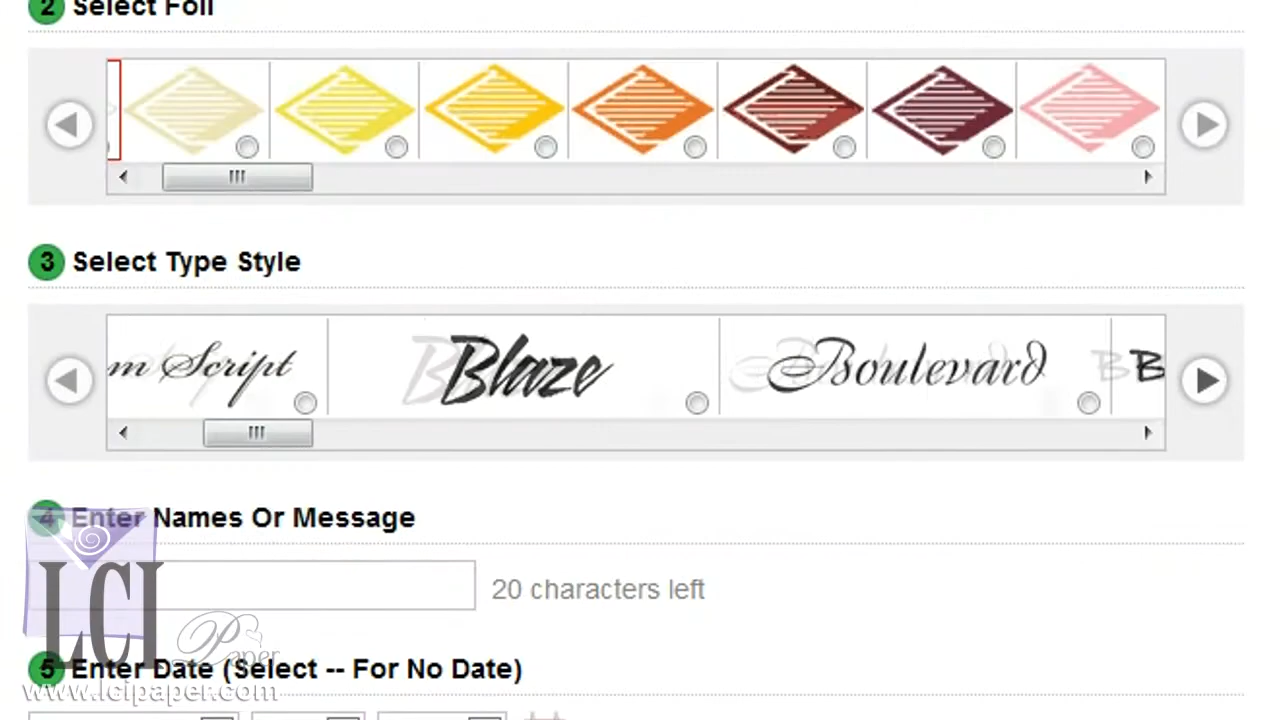 2 Select Foil
3 Select Type Style
m Script
Blaze
Boulevard
B
4 Enter Names Or Message
20 characters left
LCI
Paper
5 Enter Date (Select -- For No Date)
www.lcipaper.com